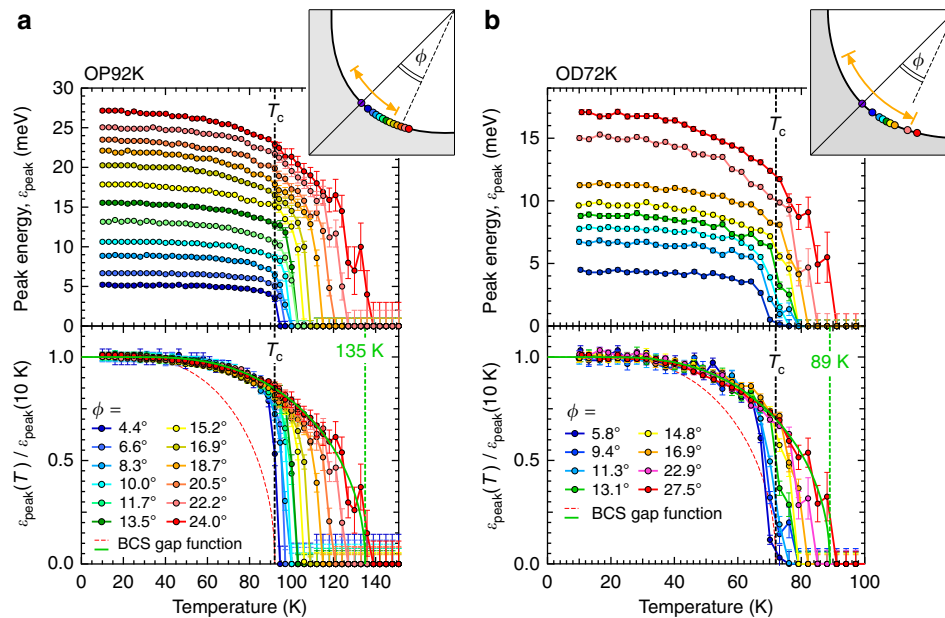 a
b
ϕ
ϕ
OP92K
OD72K
Tc
Tc
Peak energy, εpeak (meV)
30
25
20
15
10
5
0
Peak energy, εpeak (meV)
15
10
5
0
Tc
135 K
Tc
89 K
εpeak(T) / εpeak(10 K)
1.0
0.5
0.0
ϕ =
4.4° 15.2°
6.6° 16.9°
8.3° 18.7°
10.0° 20.5°
11.7° 22.2°
13.5° 24.0°
BCS gap function
εpeak(T) / εpeak(10 K)
1.0
0.5
0.0
ϕ =
5.8° 14.8°
9.4° 16.9°
11.3° 22.9°
13.1° 27.5°
BCS gap function
0 20 40 60 80 100 120 140
Temperature (K)
0 20 40 60 80 100
Temperature (K)